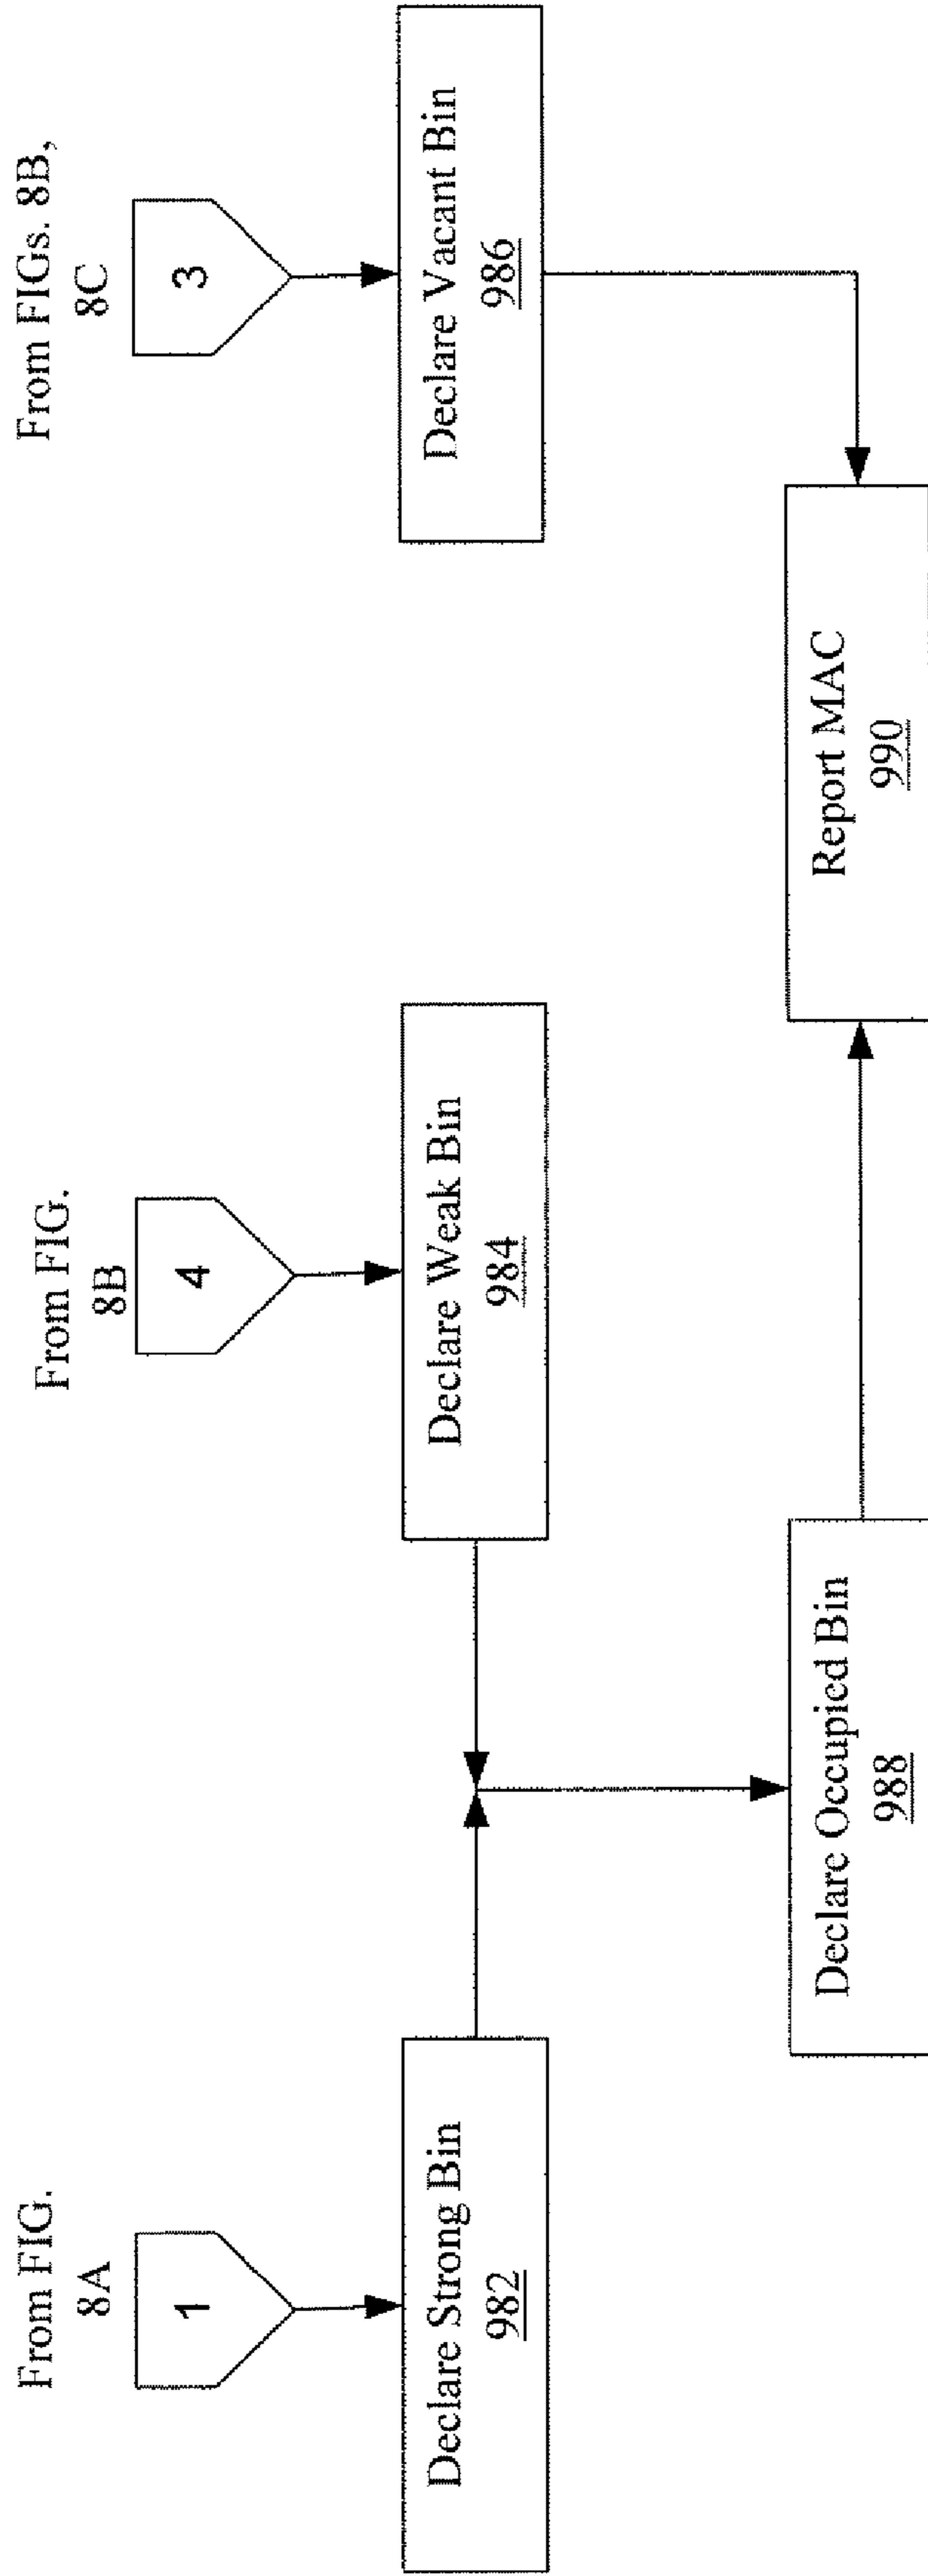 From FIG.
8A
1
Declare Strong Bin
982
From FIG.
8B
4
Declare Weak Bin
984
From FIGs. 8B,
8C
3
Declare Vacant Bin
986
Declare Occupied Bin
988
Report MAC
990